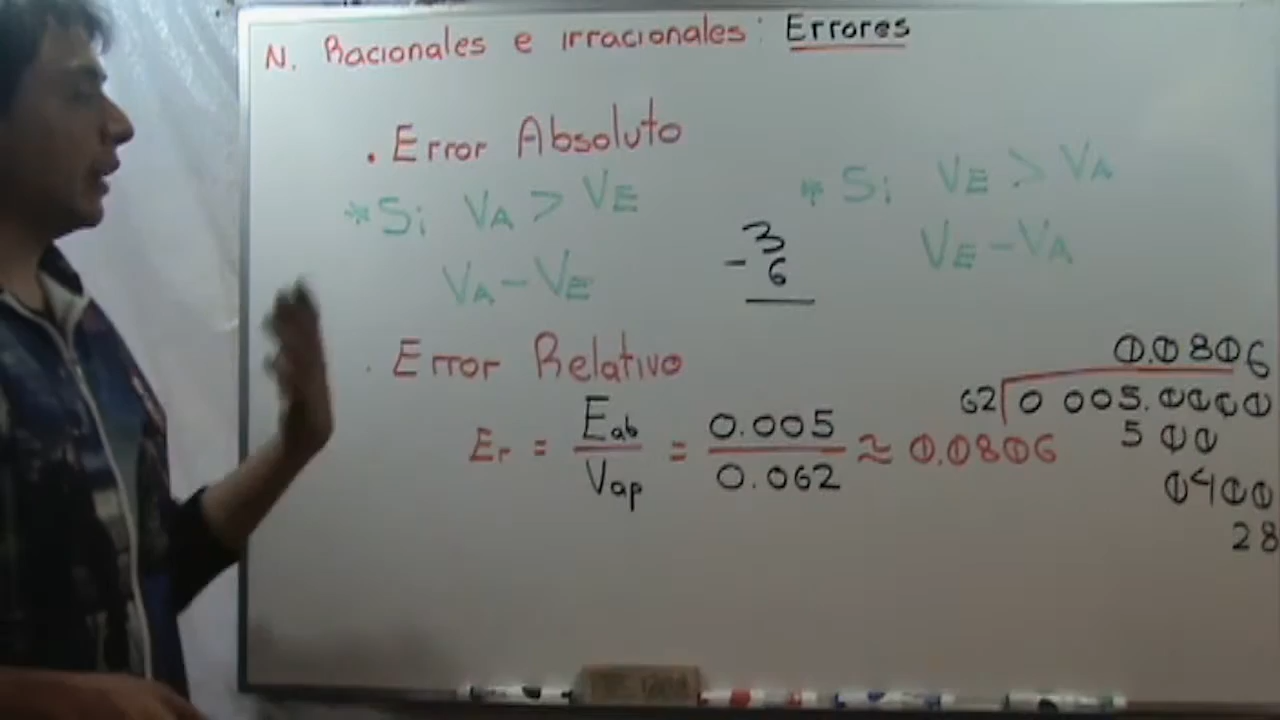 N. Racionales e irracionales: Errores
. Error Absoluto
* Si VA > VE
VA - VE
3
- 6
* Si VE > VA
VE - VA
. Error Relativo
Er = Eab / Vap = 0.005 / 0.062 ≈ 0.0806
0.0806
62 0 005.0000
500
0400
28